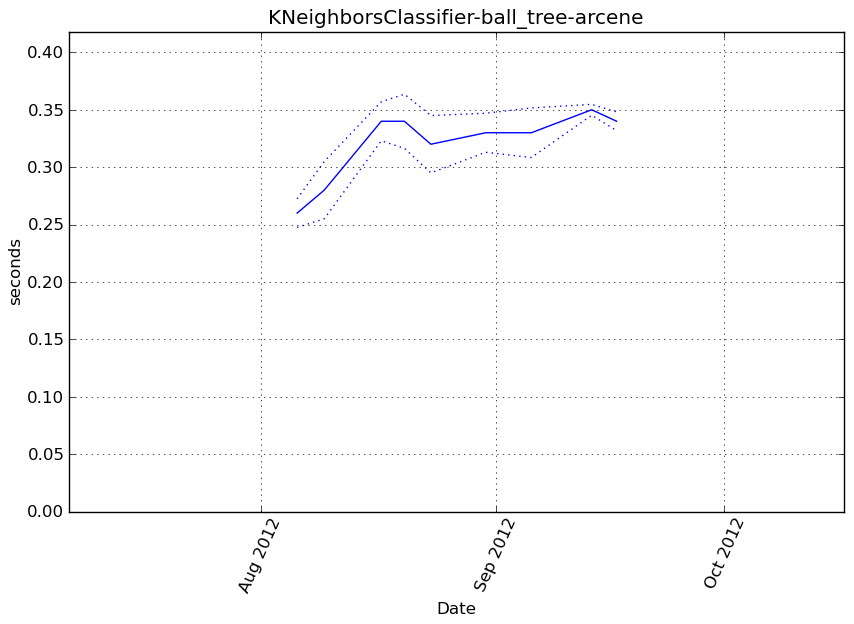 KNeighborsClassifier-ball_tree-arcene
0.40
0.35
0.30
0.25
0.20
0.15
0.10
0.05
0.00
seconds
Aug 2012
Sep 2012
Oct 2012
Date